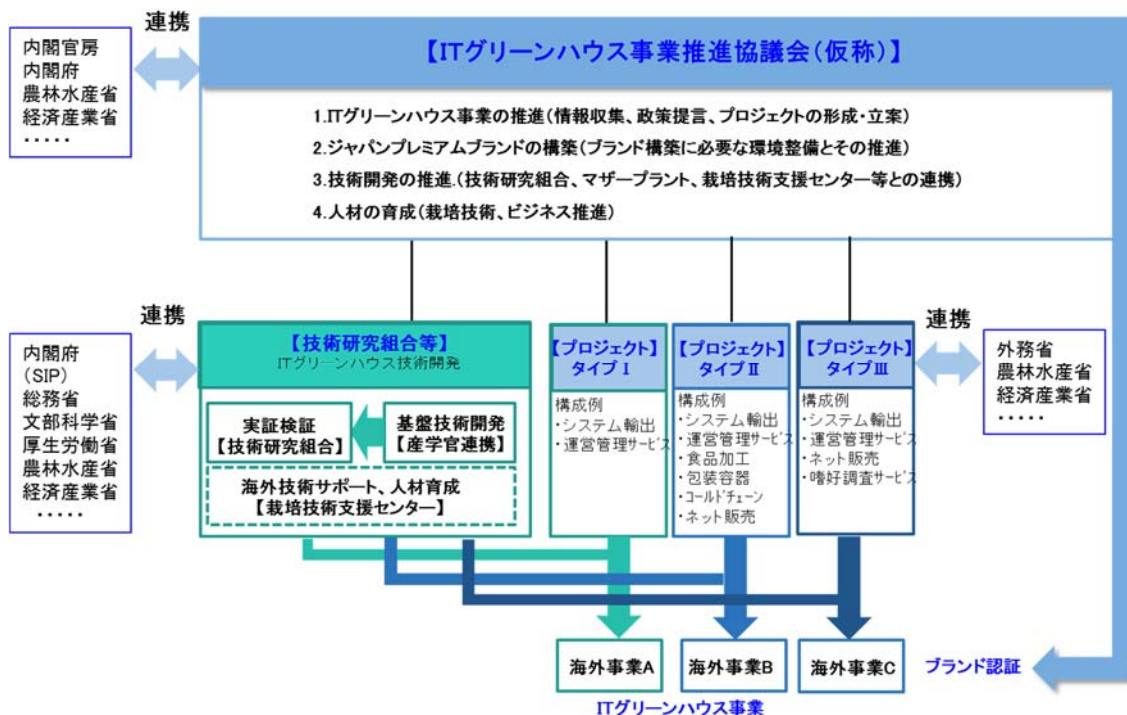 連携
内閣官房
内閣府
農林水産省
経済産業省
・・・・・
【ITグリーンハウス事業推進協議会(仮称)】
1.ITグリーンハウス事業の推進(情報収集、政策提言、プロジェクトの形成・立案)
2.ジャパンプレミアムブランドの構築(ブランド構築に必要な環境整備とその推進)
3.技術開発の推進.(技術研究組合、マザープラント、栽培技術支援センター等との連携)
4.人材の育成(栽培技術、ビジネス推進)
連携
内閣府
(SIP)
総務省
文部科学省
厚生労働省
農林水産省
経済産業省
・・・・・
【技術研究組合等】
ITグリーンハウス技術開発
実証検証
【技術研究組合】
基盤技術開発
【産学官連携】
海外技術サポート、人材育成
【栽培技術支援センター】
【プロジェクト】
タイプⅠ
構成例
・システム輸出
・運営管理サービス
【プロジェクト】
タイプⅡ
構成例
・システム輸出
・運営管理サービス
・食品加工
・包装容器
・コールドチェーン
・ネット販売
【プロジェクト】
タイプⅢ
構成例
・システム輸出
・運営管理サービス
・ネット販売
・嗜好調査サービス
連携
外務省
農林水産省
経済産業省
・・・・・
海外事業A
海外事業B
海外事業C
ブランド認証
ITグリーンハウス事業